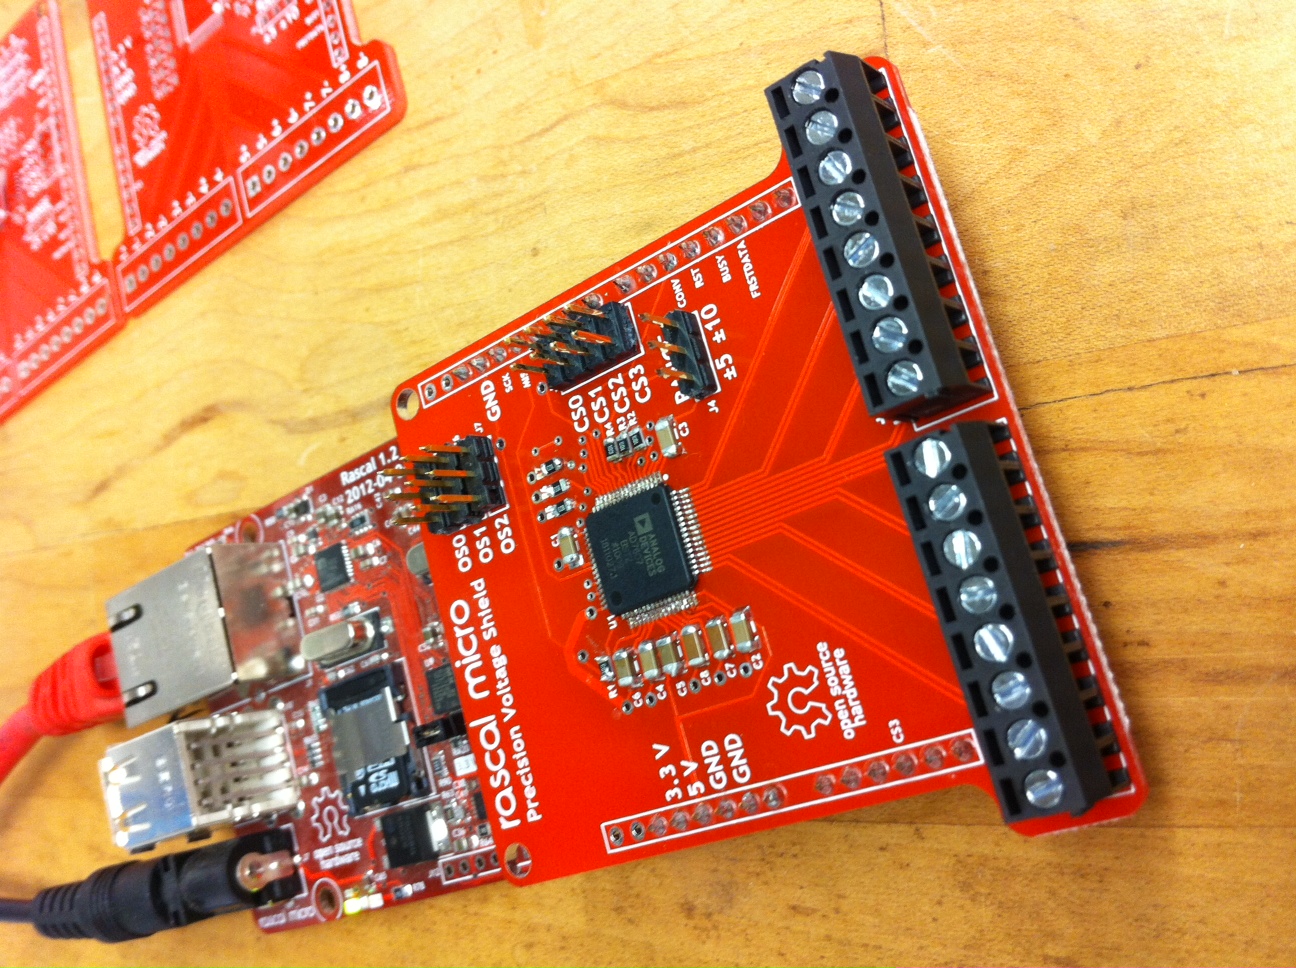 Rascal 1.2
rascal micro
Precision Voltage Shield
OS0
OS1
OS2
J7
GND
SCK
C1
CS0
CS1
CS2
CS3
R1
U1
C6
C4
C5
C8
C7
C2
R4
R3
R2
C3
ANALOG
DEVICES
3.3 V
5 V
GND
GND
CONV
RST
BUSY
FRSTDATA
J4
±5 ±10
open source
hardware
CS3